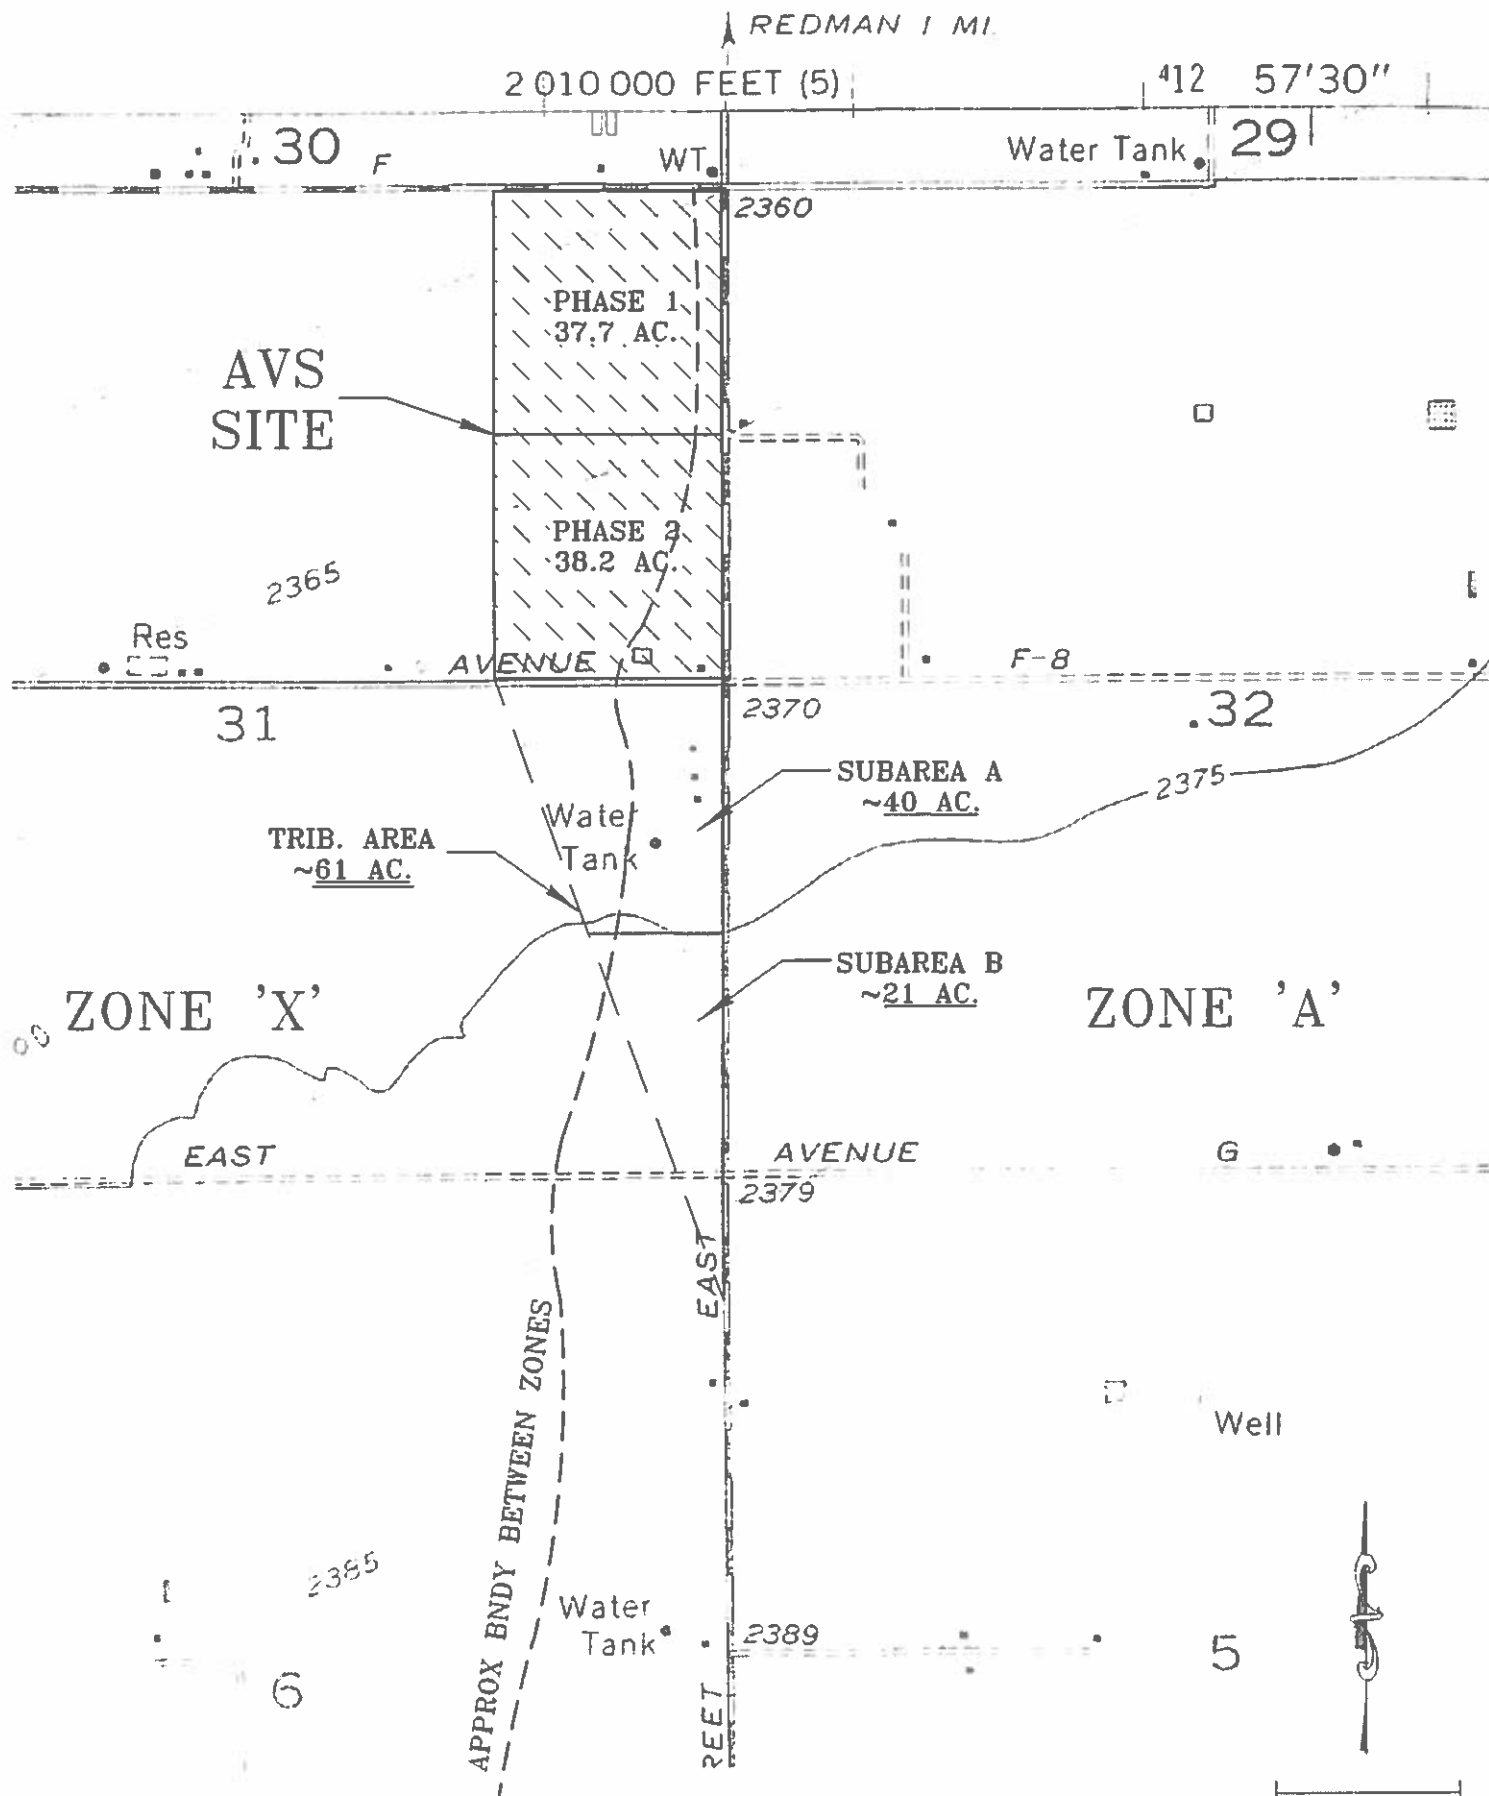 REDMAN 1 MI.
2 010 000 FEET (5)
412 57'30"
30
F
WT
Water Tank
29
2360
PHASE 1
37.7 AC.
AVS
SITE
PHASE 2
38.2 AC.
2365
Res
AVENUE
F-8
31
2370
.32
SUBAREA A
~40 AC.
2375
Water
Tank
TRIB. AREA
~61 AC.
SUBAREA B
~21 AC.
ZONE 'X'
ZONE 'A'
EAST
AVENUE
G
2379
EAST
APPROX BNDY BETWEEN ZONES
Well
2385
Water
Tank
2389
5
6
REET